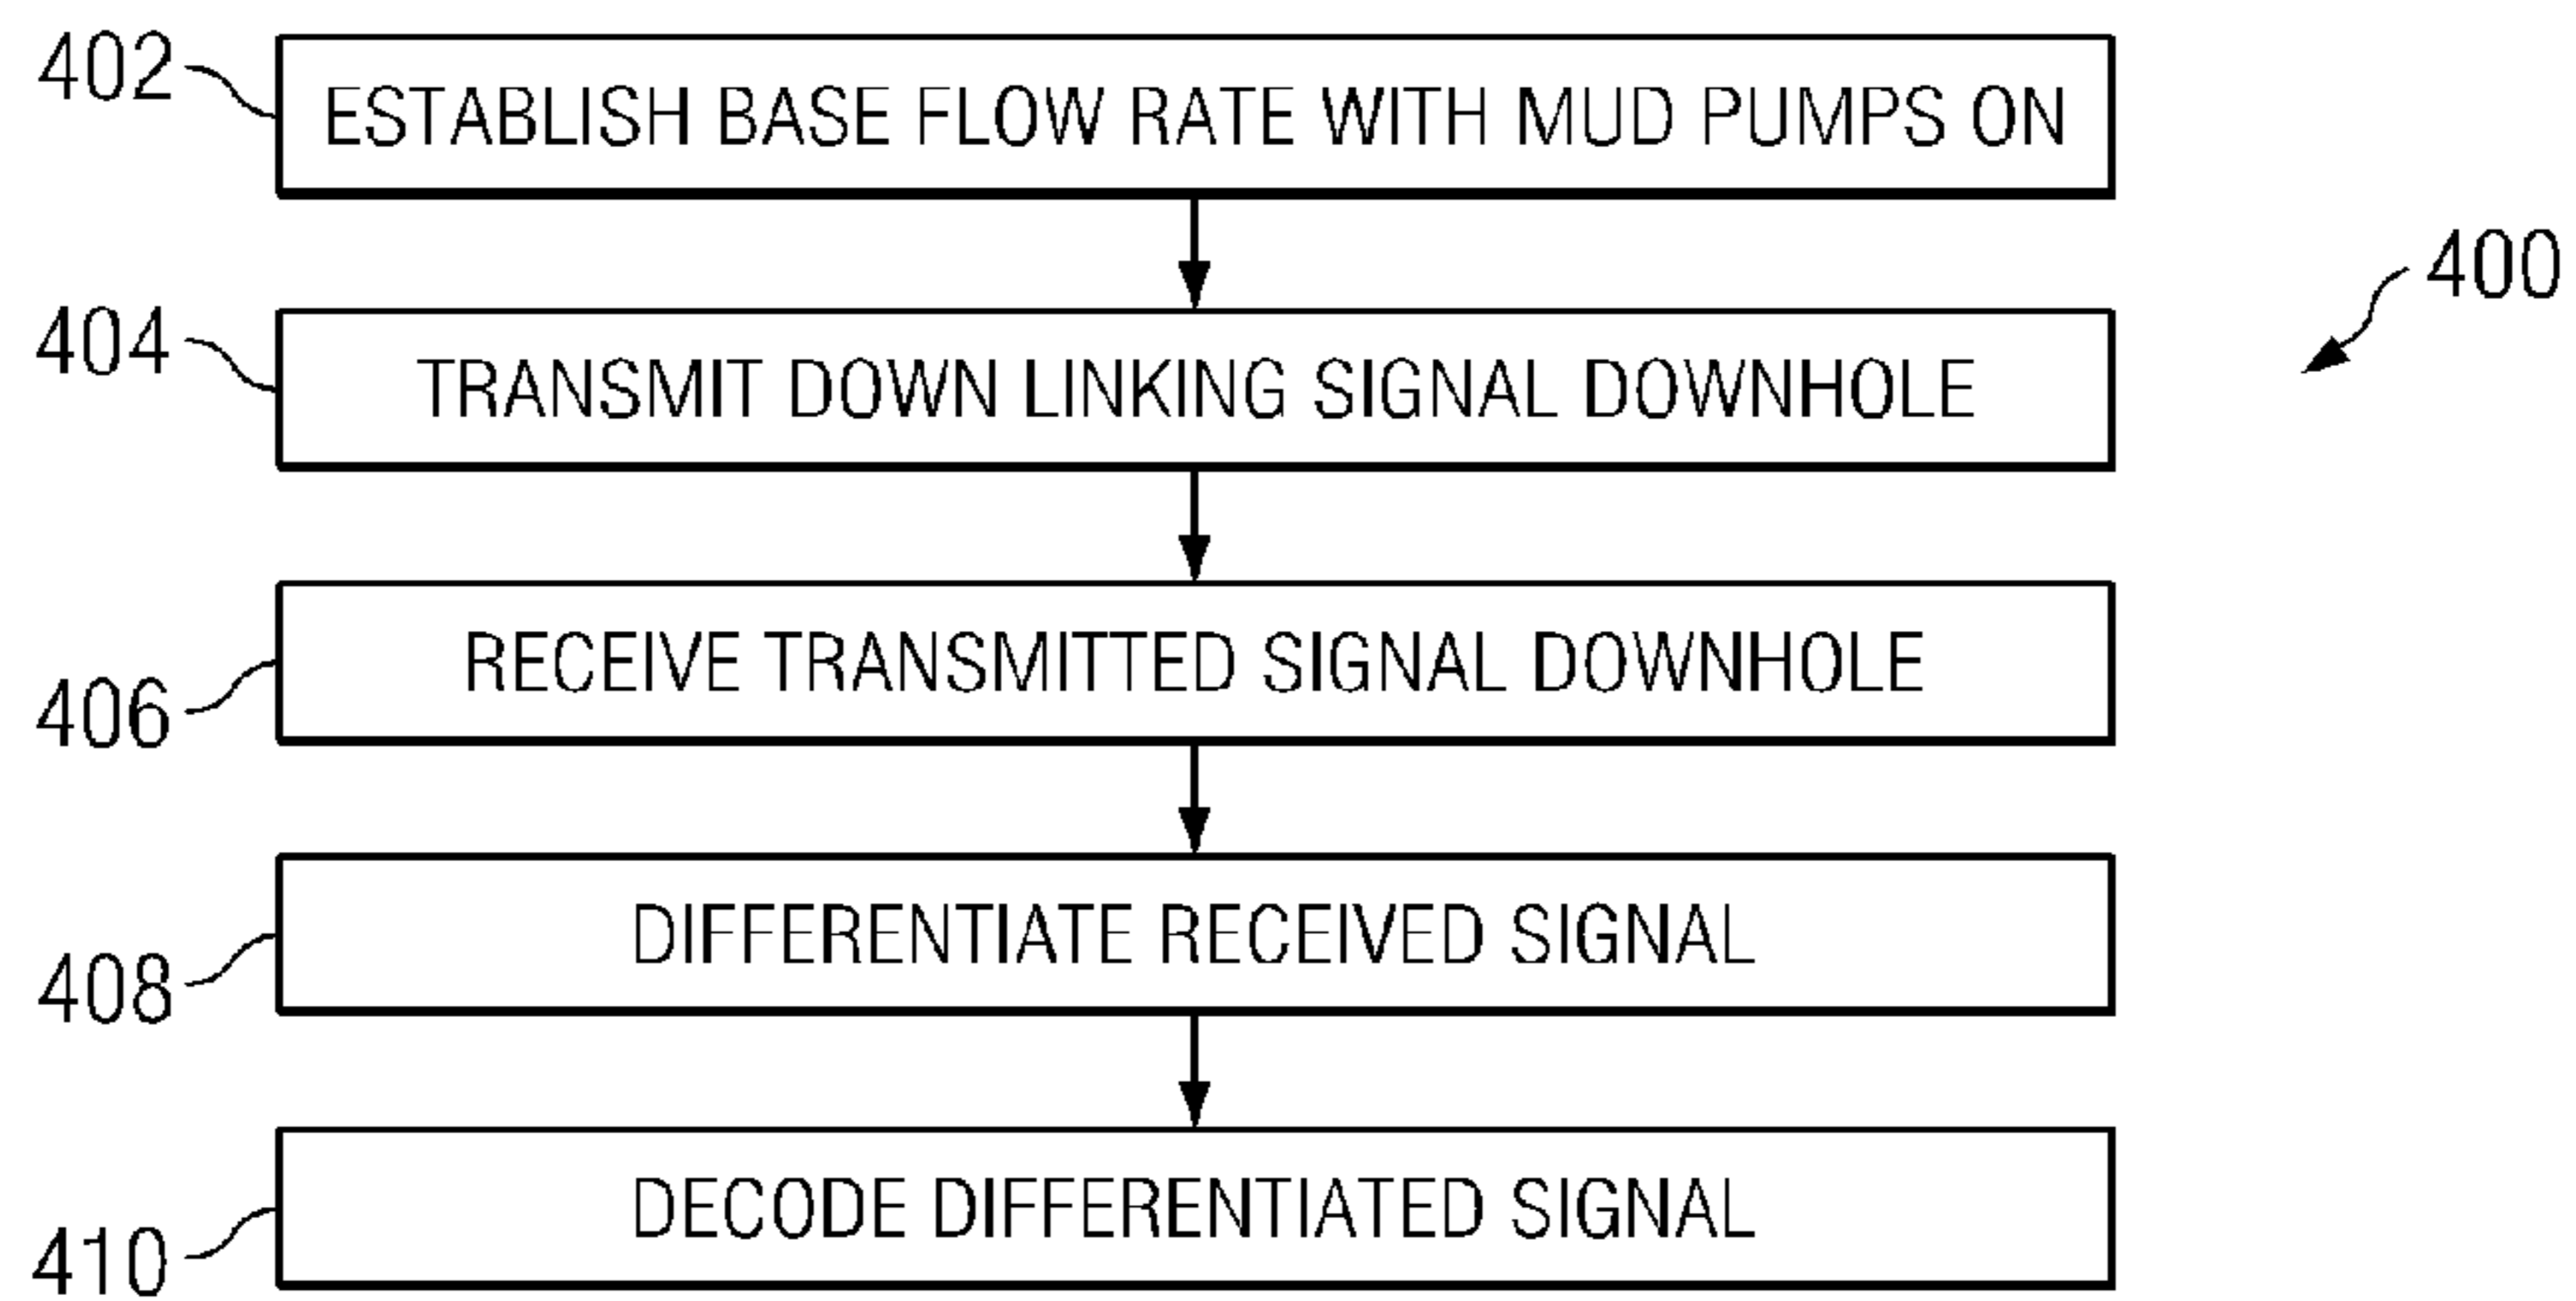 402
ESTABLISH BASE FLOW RATE WITH MUD PUMPS ON
400
404
TRANSMIT DOWN LINKING SIGNAL DOWNHOLE
406
RECEIVE TRANSMITTED SIGNAL DOWNHOLE
408
DIFFERENTIATE RECEIVED SIGNAL
410
DECODE DIFFERENTIATED SIGNAL